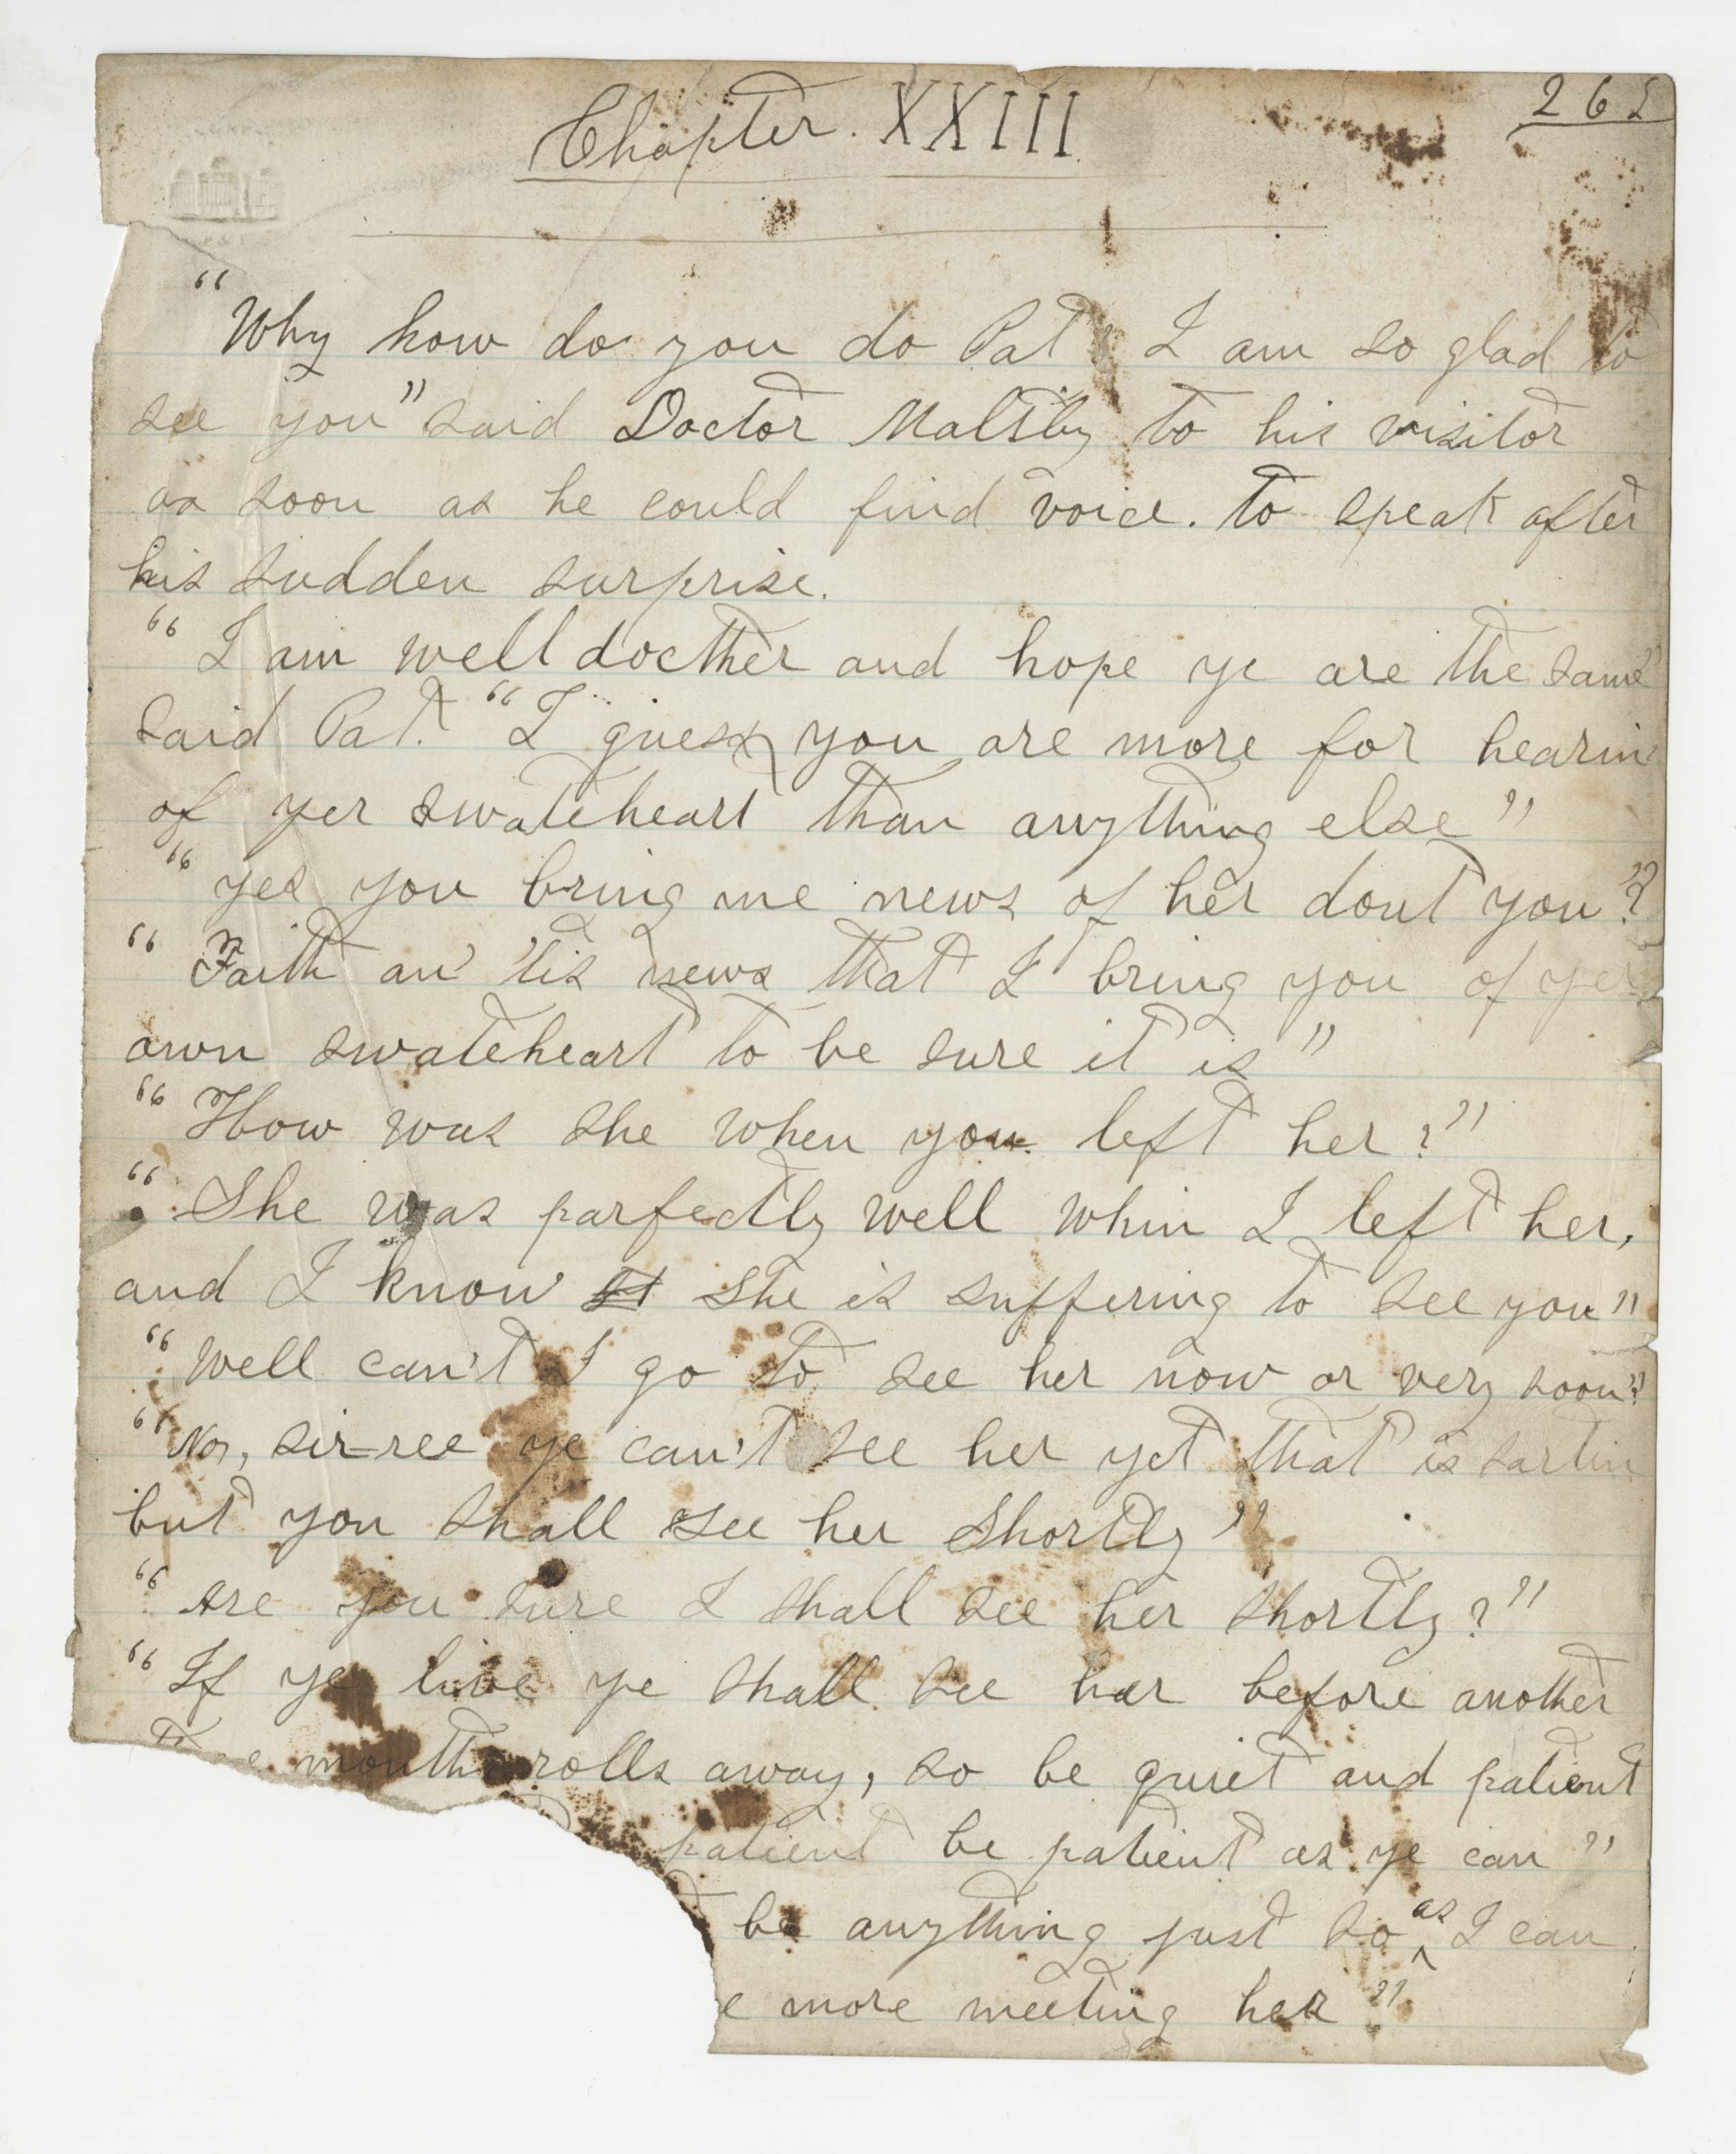 Chapter. XXIII
"Why how do you do Pat? I am so glad to
see you" said Doctor Maltby to his visitor
as soon as he could find voice. to speak after
his sudden surprise.
"I am well docther and hope ye are the same"
said Pat. "I guess you are more for hearin'
of yer swateheart than anything else"
"yes you bring me news of her dont you"?
"Faith an' 'tis news that I bring you of yer
own swateheart to be sure it is"
"How was she when you left her?"
"She was parfectly well whin I left her,
and I know she is suffering to see you"
"well can't I go to see her now or very soon"?
"No, sir-ree ye can't see her yet that is sartin
but you shall see her shortly"
"are you sure I shall see her shortly?"
"If ye live ye shall see her before another
month rolls away, so be quiet and patient
patient be patient as ye can"
be anything just so as I can
more meeting her"